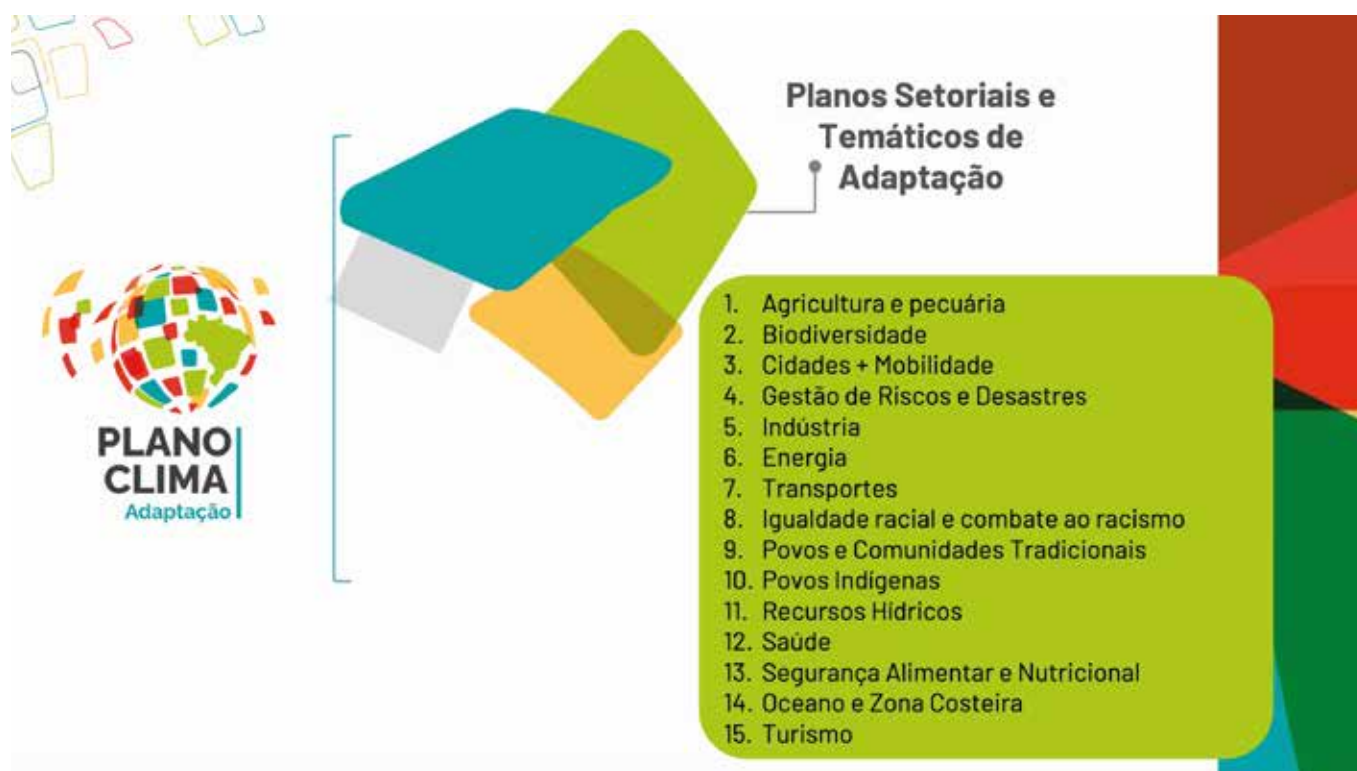 Planos Setoriais e
Temáticos de
Adaptação
PLANO
CLIMA
Adaptação
1. Agricultura e pecuária
2. Biodiversidade
3. Cidades + Mobilidade
4. Gestão de Riscos e Desastres
5. Indústria
6. Energia
7. Transportes
8. Igualdade racial e combate ao racismo
9. Povos e Comunidades Tradicionais
10. Povos Indígenas
11. Recursos Hídricos
12. Saúde
13. Segurança Alimentar e Nutricional
14. Oceano e Zona Costeira
15. Turismo